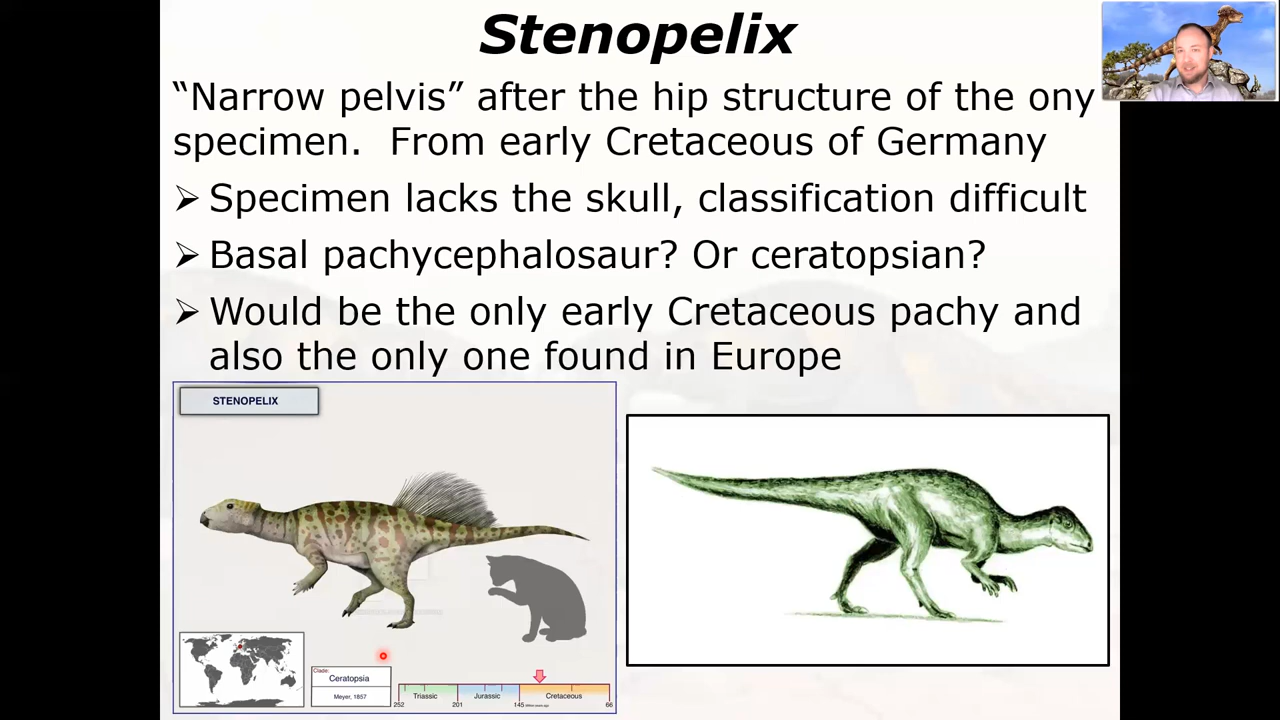 Stenopelix
“Narrow pelvis” after the hip structure of the ony
specimen. From early Cretaceous of Germany
➢ Specimen lacks the skull, classification difficult
➢ Basal pachycephalosaur? Or ceratopsian?
➢ Would be the only early Cretaceous pachy and
also the only one found in Europe
STENOPELIX
Clade:
Ceratopsia
Meyer, 1857
Triassic Jurassic Cretaceous
252 201 145 66